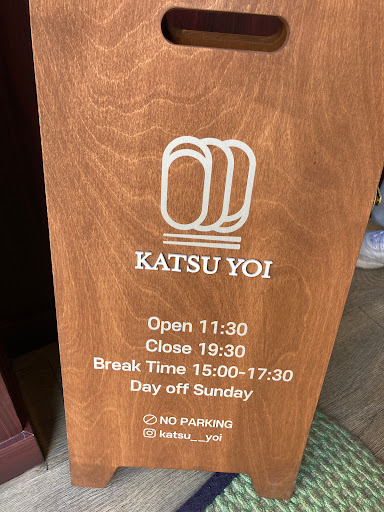 KATSU YOI
Open 11:30
Close 19:30
Break Time 15:00-17:30
Day off Sunday
NO PARKING
katsu__yoi